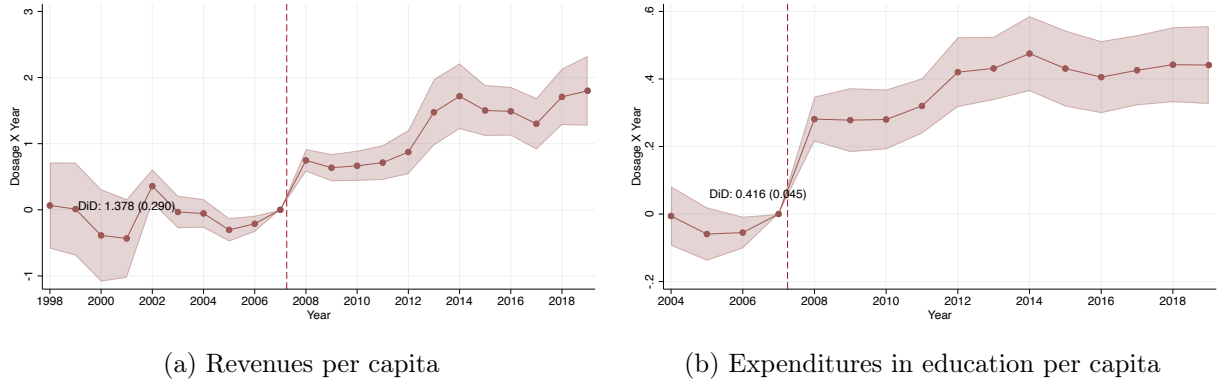 3
2
1
0
-1
Dosage X Year
DiD: 1.378 (0.290)
1998 2000 2002 2004 2006 2008 2010 2012 2014 2016 2018
Year
(a) Revenues per capita
.6
.4
.2
0
-.2
Dosage X Year
DiD: 0.416 (0.045)
2004 2006 2008 2010 2012 2014 2016 2018
Year
(b) Expenditures in education per capita